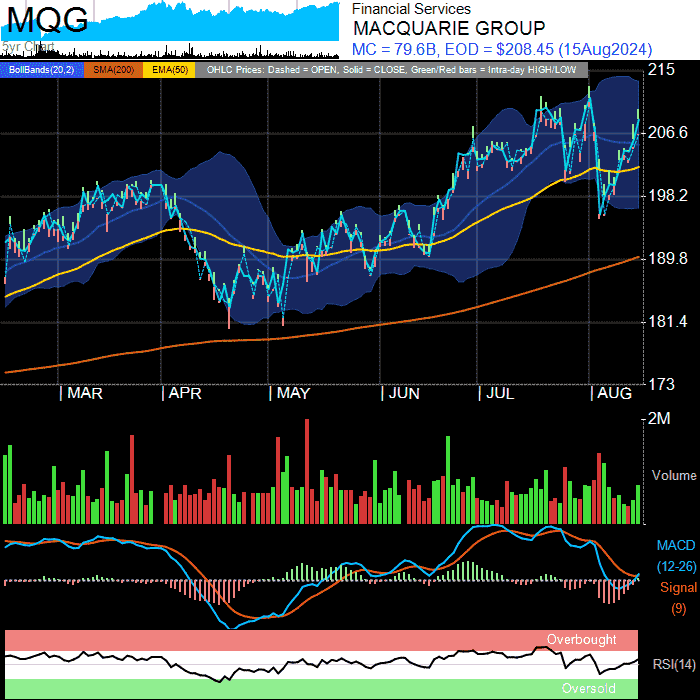 MQG
5yr Chart
Financial Services
MACQUARIE GROUP
MC = 79.6B, EOD = $208.45 (15Aug2024)
BollBands(20,2) SMA(200) EMA(50) OHLC Prices: Dashed = OPEN, Solid = CLOSE, Green/Red bars = Intra-day HIGH/LOW
215
206.6
198.2
189.8
181.4
173
MAR APR MAY JUN JUL AUG
2M
Volume
MACD
(12-26)
Signal
(9)
Overbought
RSI(14)
Oversold